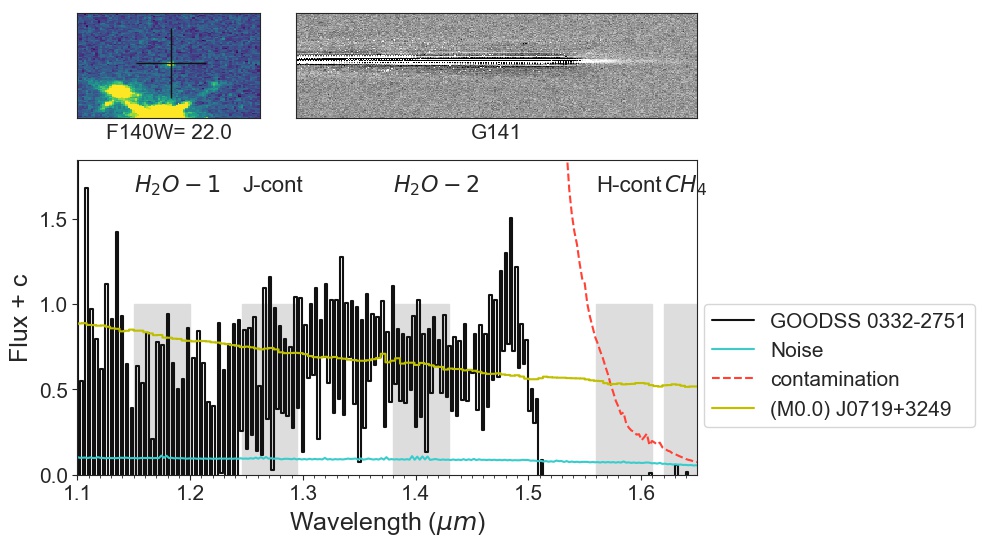 F140W= 22.0
G141
H₂O − 1 J-cont H₂O − 2 H-cont CH₄
1.5
1.0
0.5
0.0
Flux + c
1.1 1.2 1.3 1.4 1.5 1.6
Wavelength (μm)
GOODSS 0332-2751
Noise
contamination
(M0.0) J0719+3249